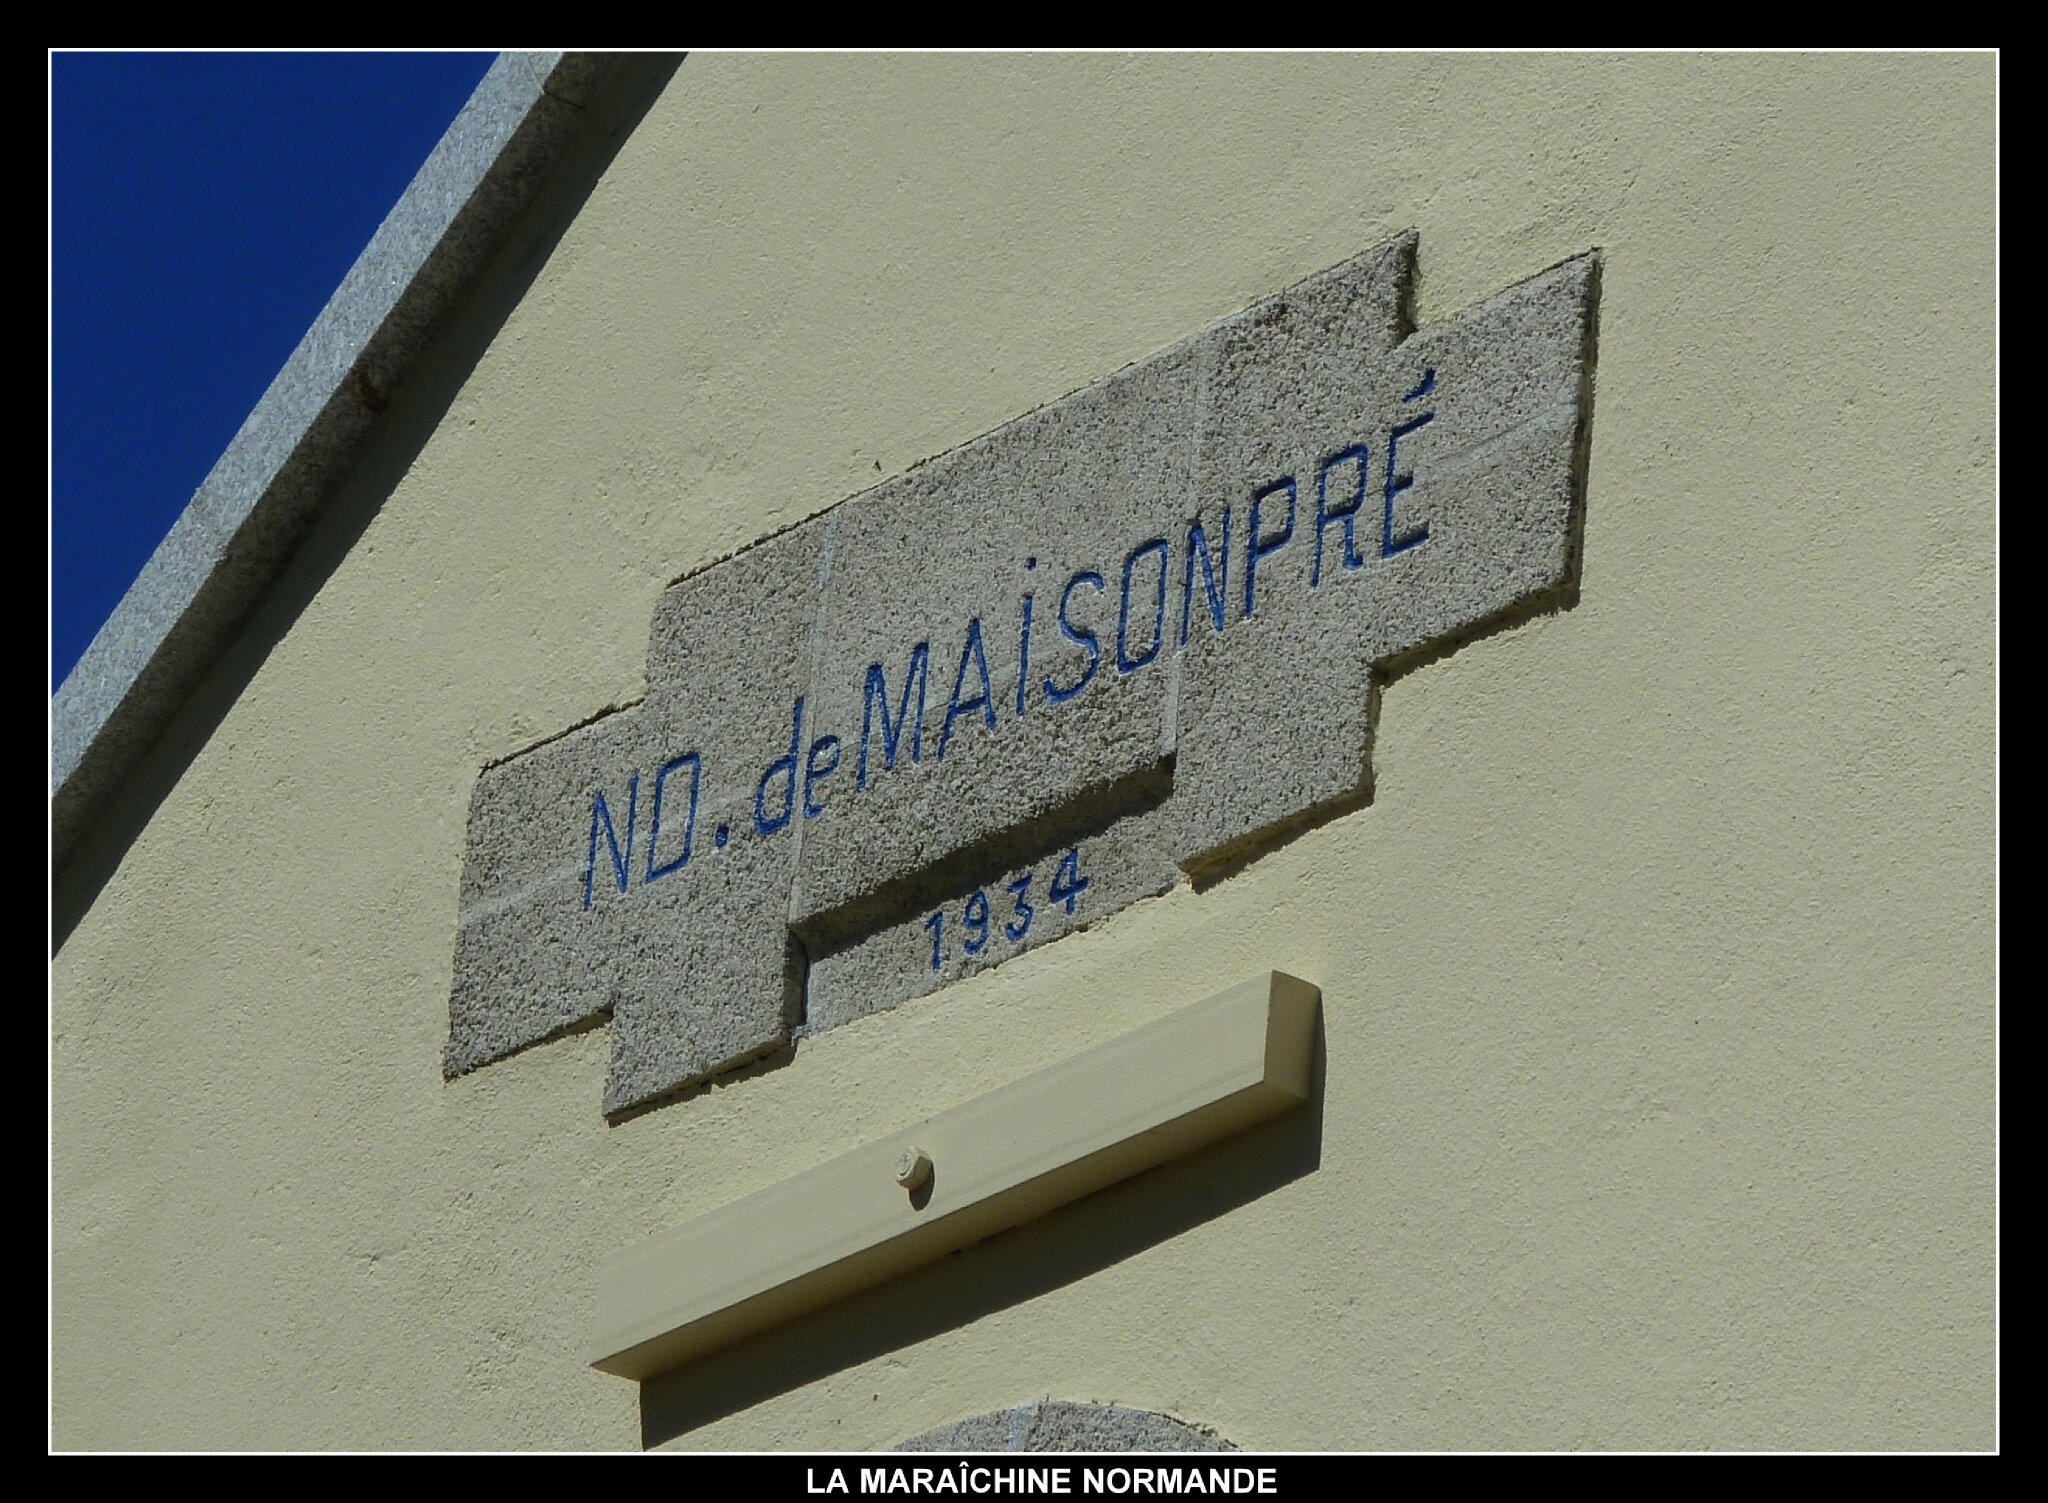 ND. de MAiSONPRÉ
1934
LA MARAÎCHINE NORMANDE